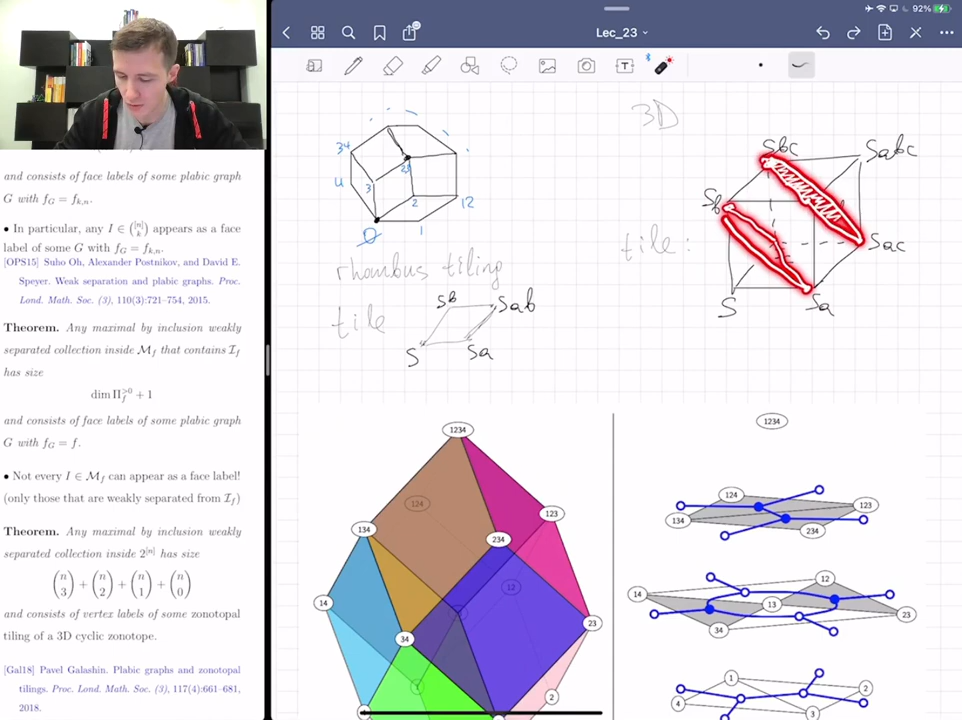 92%
Lec_23
and consists of face labels of some plabic graph
G with f_G = f_{k,n}.
• In particular, any I ∈ \binom{[n]}{k} appears as a face
label of some G with f_G = f_{k,n}.
[OPS15] Suho Oh, Alexander Postnikov, and David E.
Speyer. Weak separation and plabic graphs. Proc.
Lond. Math. Soc. (3), 110(3):721–754, 2015.
Theorem. Any maximal by inclusion weakly
separated collection inside M_f that contains I_f
has size
dim Π_f^{>0} + 1
and consists of face labels of some plabic graph
G with f_G = f.
• Not every I ∈ M_f can appear as a face label!
(only those that are weakly separated from I_f)
Theorem. Any maximal by inclusion weakly
separated collection inside 2^{[n]} has size
\binom{n}{3} + \binom{n}{2} + \binom{n}{1} + \binom{n}{0}
and consists of vertex labels of some zonotopal
tiling of a 3D cyclic zonotope.
[Gal18] Pavel Galashin. Plabic graphs and zonotopal
tilings. Proc. Lond. Math. Soc. (3), 117(4):661–681,
2018.
34
23
4
3
2
12
∅
1
rhombus tiling
tile
Sb
Sab
S
Sa
3D
tile:
Sbc
Sabc
Sb
Sac
S
Sa
1234
124
134
123
234
12
14
23
34
2
1234
124
123
134
234
12
14
13
23
34
1
2
4
3